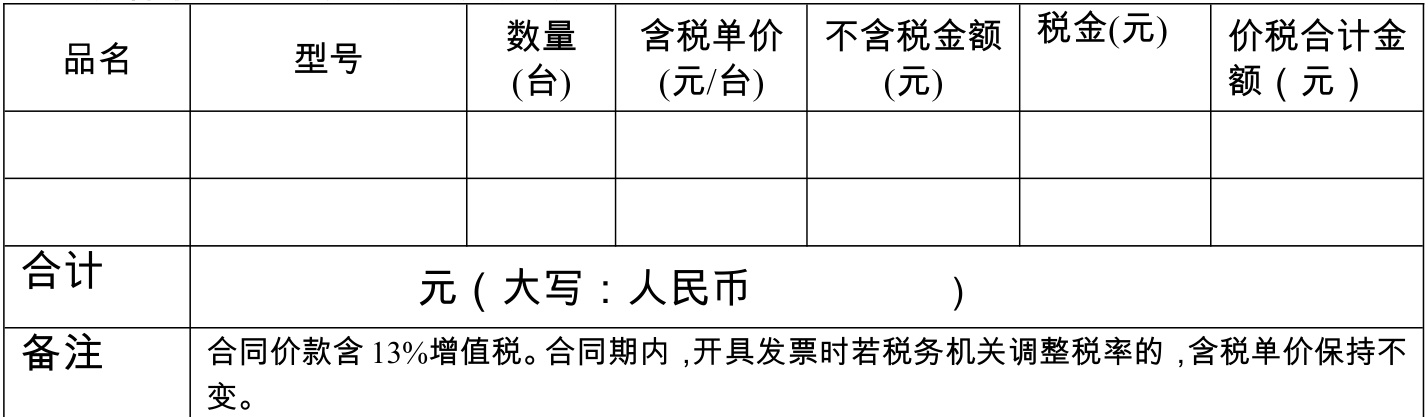 品名 型号 数量(台) 含税单价(元/台) 不含税金额(元) 税金(元) 价税合计金额（元）
合计 元（大写：人民币 ）
备注 合同价款含 13%增值税。合同期内,开具发票时若税务机关调整税率的,含税单价保持不
变。